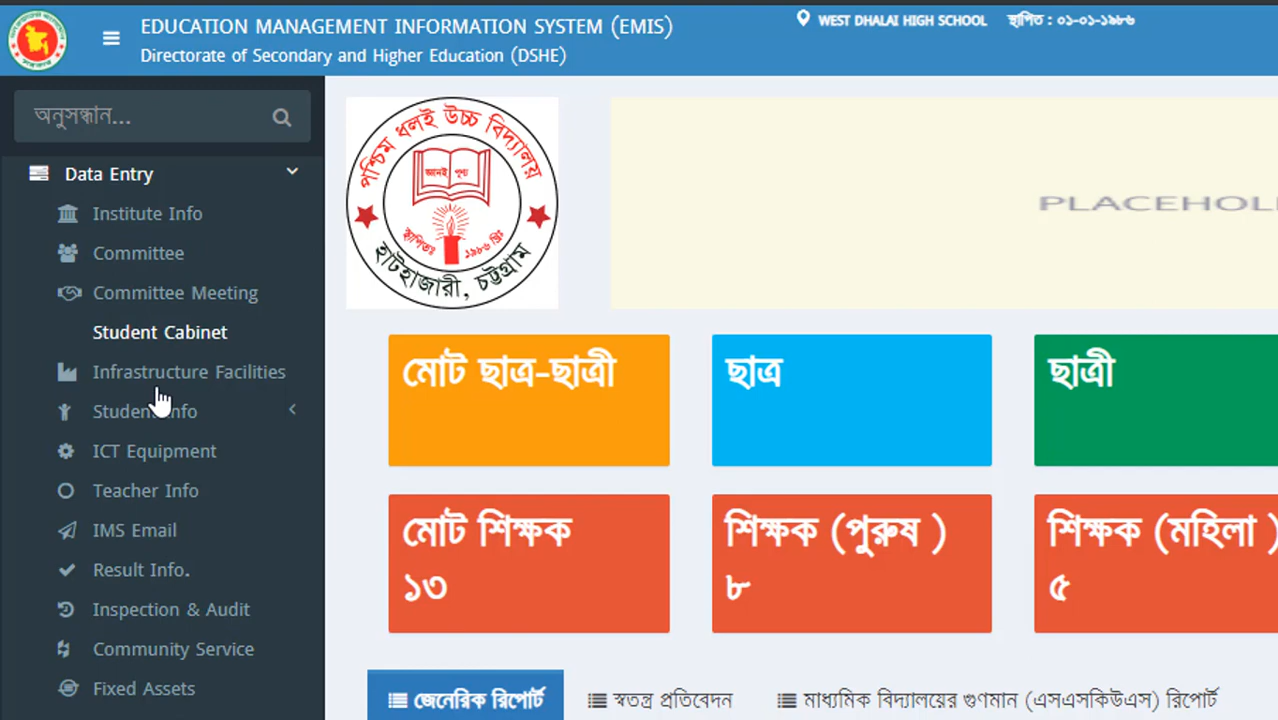 EDUCATION MANAGEMENT INFORMATION SYSTEM (EMIS)
Directorate of Secondary and Higher Education (DSHE)
WEST DHALAI HIGH SCHOOL স্থাপিত : ০১-০১-১৯৮৬
অনুসন্ধান...
Data Entry
Institute Info
Committee
Committee Meeting
Student Cabinet
Infrastructure Facilities
Student Info
ICT Equipment
Teacher Info
IMS Email
Result Info.
Inspection & Audit
Community Service
Fixed Assets
পশ্চিম ধলই উচ্চ বিদ্যালয়
জ্ঞানই পূণ্য
স্থাপিতঃ ১৯৮৬ খ্রিঃ
হাটহাজারী, চট্টগ্রাম
PLACEHOL
মোট ছাত্র-ছাত্রী
ছাত্র
ছাত্রী
মোট শিক্ষক
১৩
শিক্ষক (পুরুষ )
৮
শিক্ষক (মহিলা )
৫
জেনেরিক রিপোর্ট
স্বতন্ত্র প্রতিবেদন
মাধ্যমিক বিদ্যালয়ের গুণমান (এসএসকিউএস) রিপোর্ট